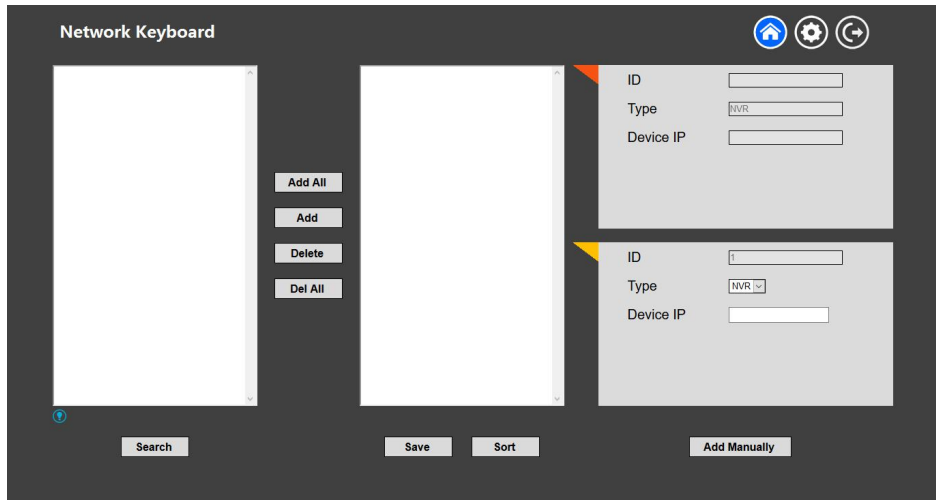 Network Keyboard
ID
Type NVR
Device IP
Add All
Add
Delete
Del All
ID 1
Type NVR
Device IP
Search
Save
Sort
Add Manually